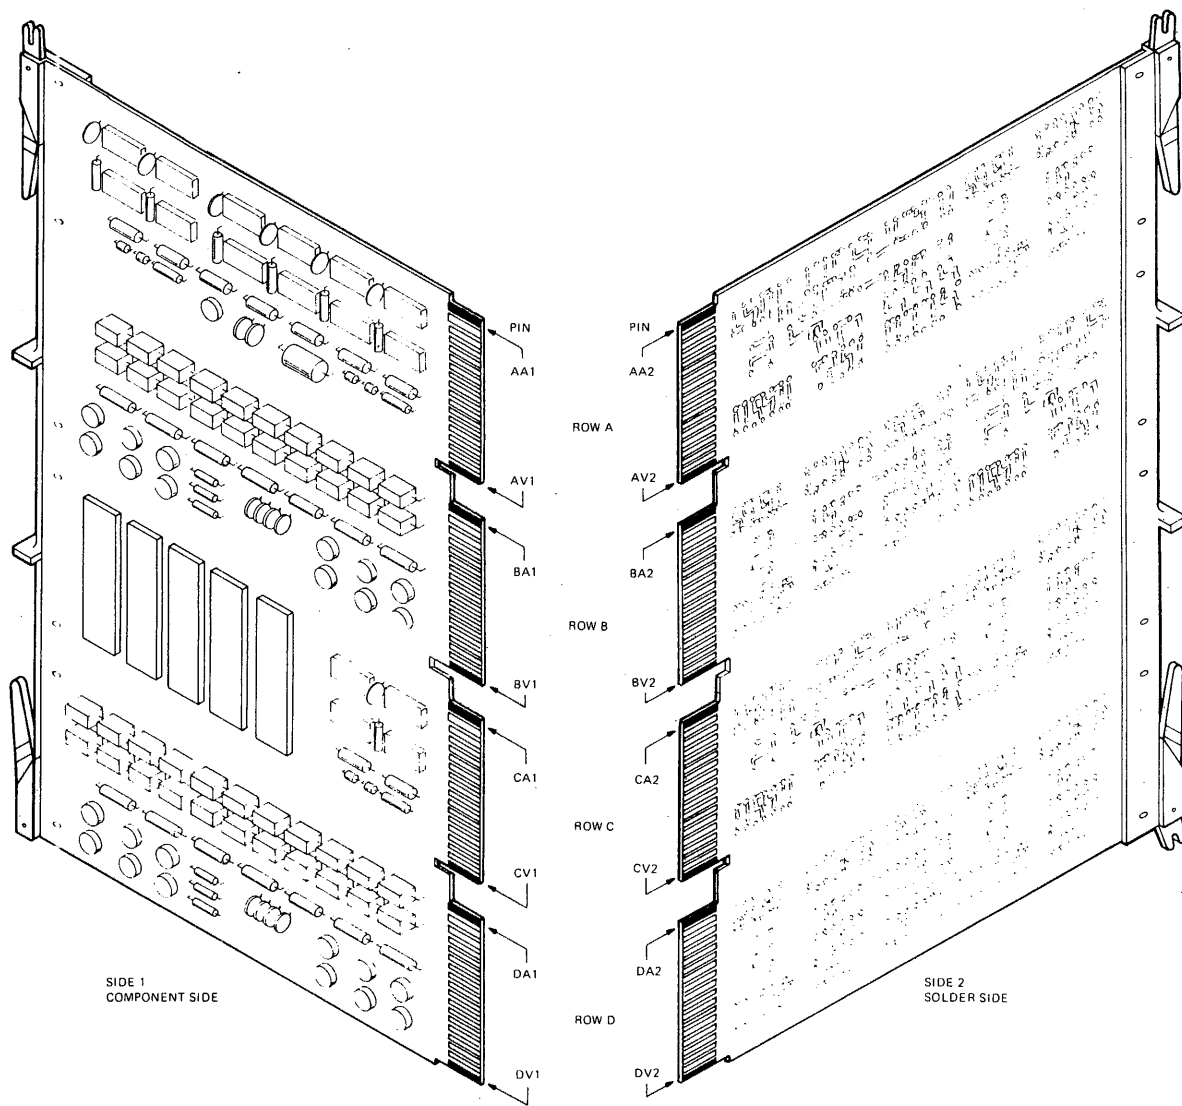 PIN
AA1
PIN
AA2
ROW A
AV1
AV2
BA1
BA2
ROW B
BV1
BV2
CA1
CA2
ROW C
CV1
CV2
DA1
DA2
SIDE 1
COMPONENT SIDE
SIDE 2
SOLDER SIDE
ROW D
DV1
DV2